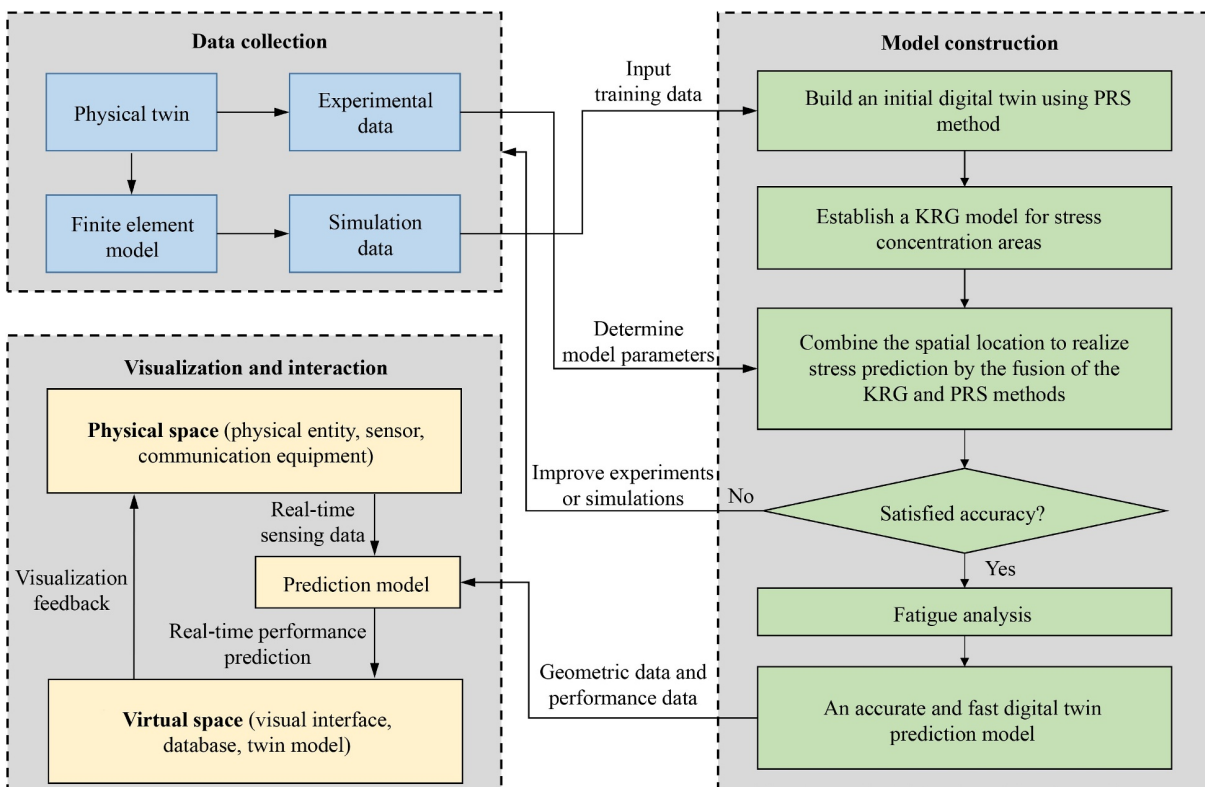 Data collection
Physical twin
Experimental
data
Finite element
model
Simulation
data
Input
training data
Determine
model parameters
Improve experiments
or simulations
Geometric data and
performance data
Model construction
Build an initial digital twin using PRS
method
Establish a KRG model for stress
concentration areas
Combine the spatial location to realize
stress prediction by the fusion of the
KRG and PRS methods
Satisfied accuracy?
No
Yes
Fatigue analysis
An accurate and fast digital twin
prediction model
Visualization and interaction
Physical space (physical entity, sensor,
communication equipment)
Real-time
sensing data
Prediction model
Visualization
feedback
Real-time performance
prediction
Virtual space (visual interface,
database, twin model)